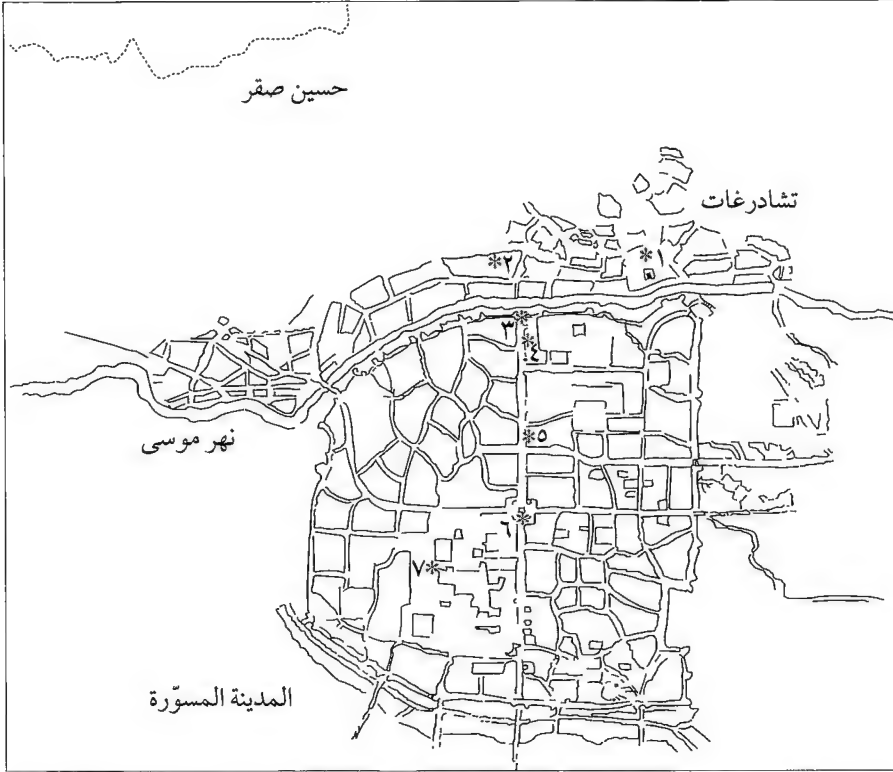 حسين صقر
تشادرغات
١
٢
٣
٤
٥
نهر موسى
٦
٧
المدينة المسوّرة